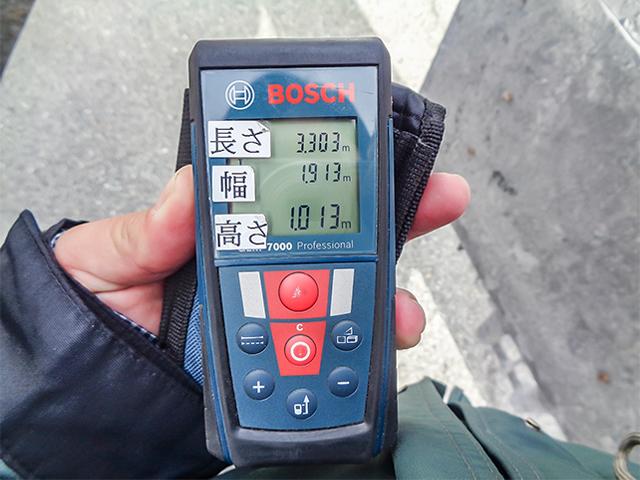 BOSCH
長さ 3.303m
幅 1.913m
高さ 1.013m
7000 Professional
C